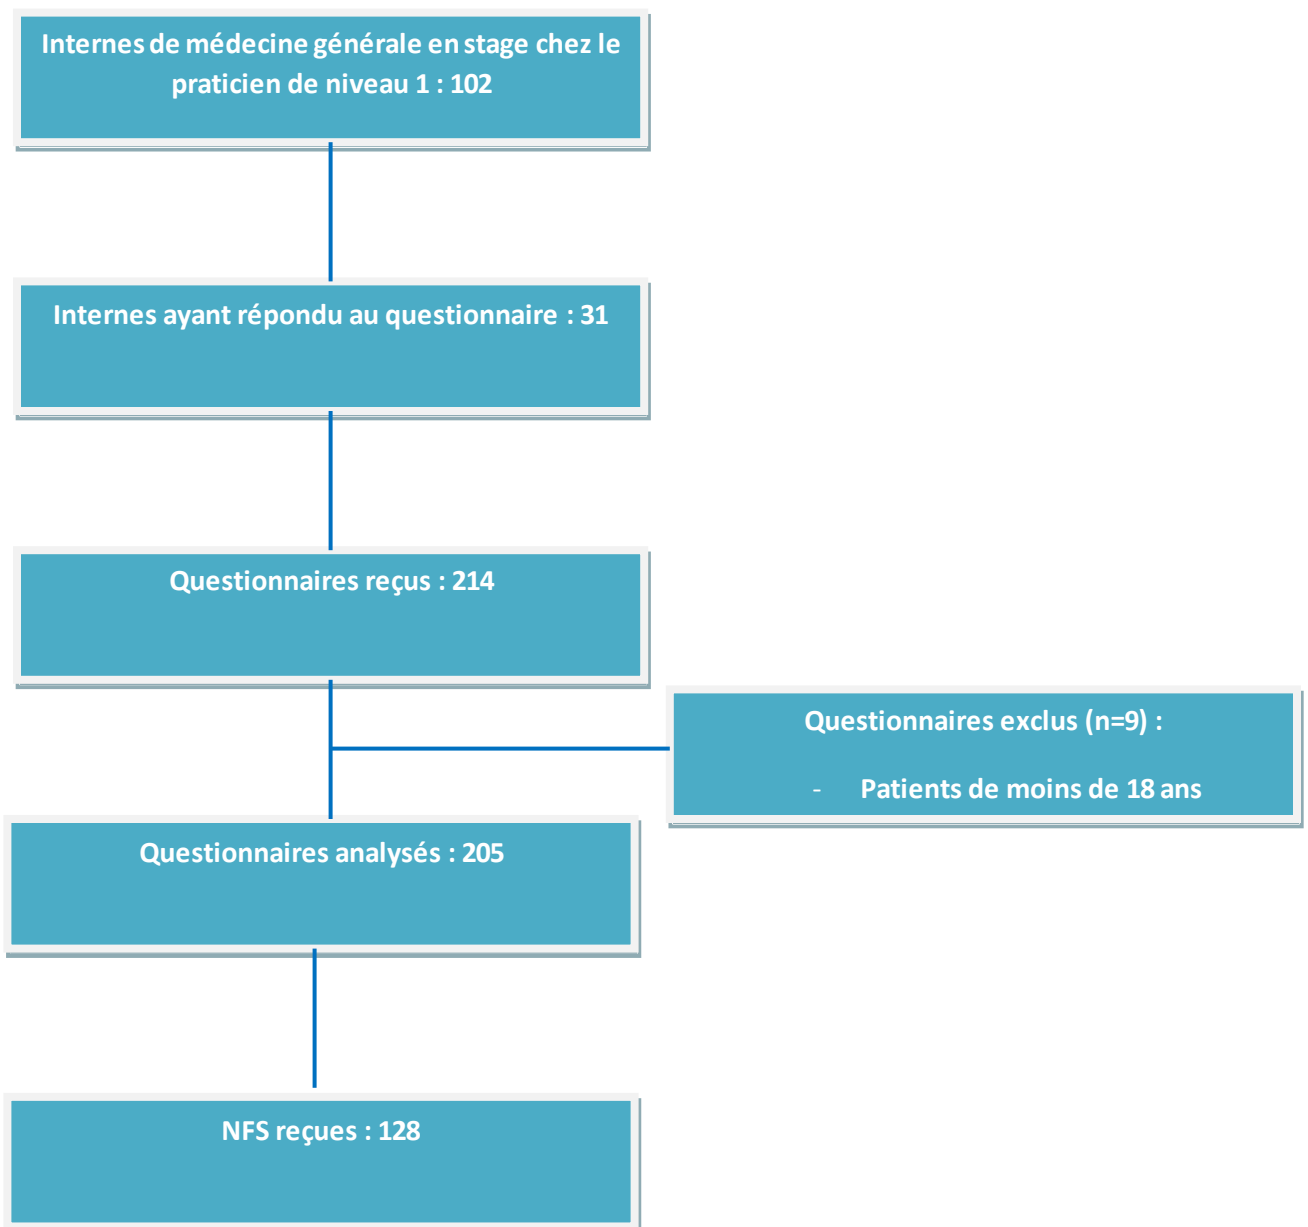 Internes de médecine générale en stage chez le
praticien de niveau 1 : 102
Internes ayant répondu au questionnaire : 31
Questionnaires reçus : 214
Questionnaires exclus (n=9) :
- Patients de moins de 18 ans
Questionnaires analysés : 205
NFS reçues : 128